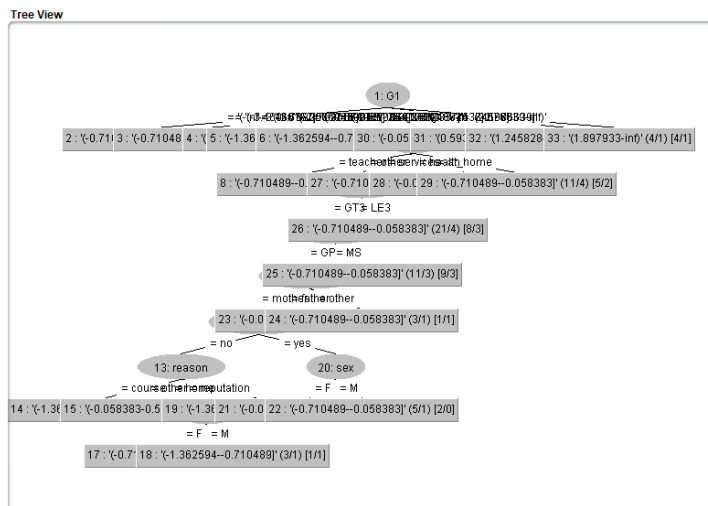 Tree View
1: G1
2 : '(-0.71 3 : '(-0.710488 4 : '( 5 : '(-1.36 6 : '(-1.362594--0.7 30 : '(-0.05 31 : '(0.593 32 : '(1.245828- 33 : '(1.897933-inf)' (4/1) [4/1]
= teacher = other = services = health = at_home
8 : '(-0.710489--0. 27 : '(-0.710 28 : '(-0.0 29 : '(-0.710489--0.058383]' (11/4) [5/2]
= GT3 = LE3
26 : '(-0.710489--0.058383]' (21/4) [8/3]
= GP = MS
25 : '(-0.710489--0.058383]' (11/3) [9/3]
= mother = father = other
23 : '(-0.0 24 : '(-0.710489--0.058383]' (3/1) [1/1]
= no = yes
13: reason 20: sex
= course = other = home = reputation = F = M
14 : '(-1.36 15 : '(-0.058383-0.5 19 : '(-1.36 21 : '(-0.0 22 : '(-0.710489--0.058383]' (5/1) [2/0]
= F = M
17 : '(-0.71 18 : '(-1.362594--0.710489]' (3/1) [1/1]